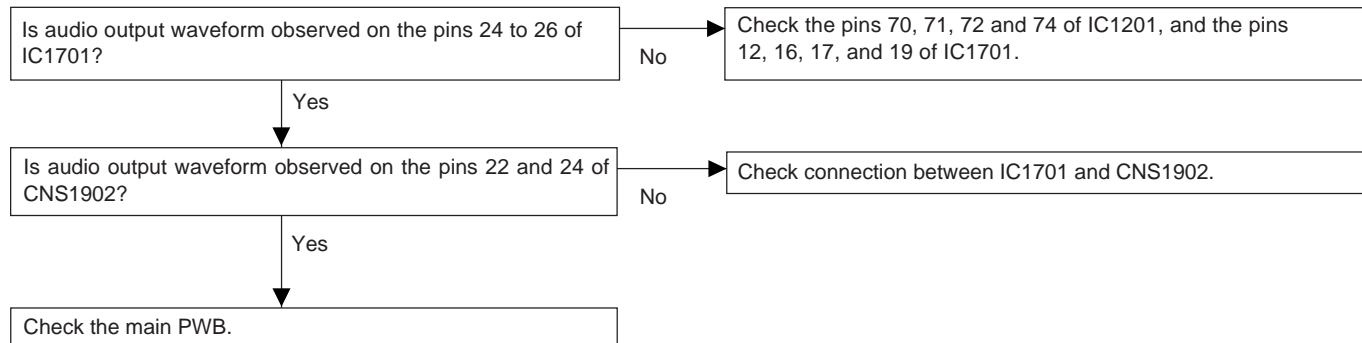 Is audio output waveform observed on the pins 24 to 26 of
IC1701?
No
Check the pins 70, 71, 72 and 74 of IC1201, and the pins
12, 16, 17, and 19 of IC1701.
Yes
Is audio output waveform observed on the pins 22 and 24 of
CNS1902?
No
Check connection between IC1701 and CNS1902.
Yes
Check the main PWB.